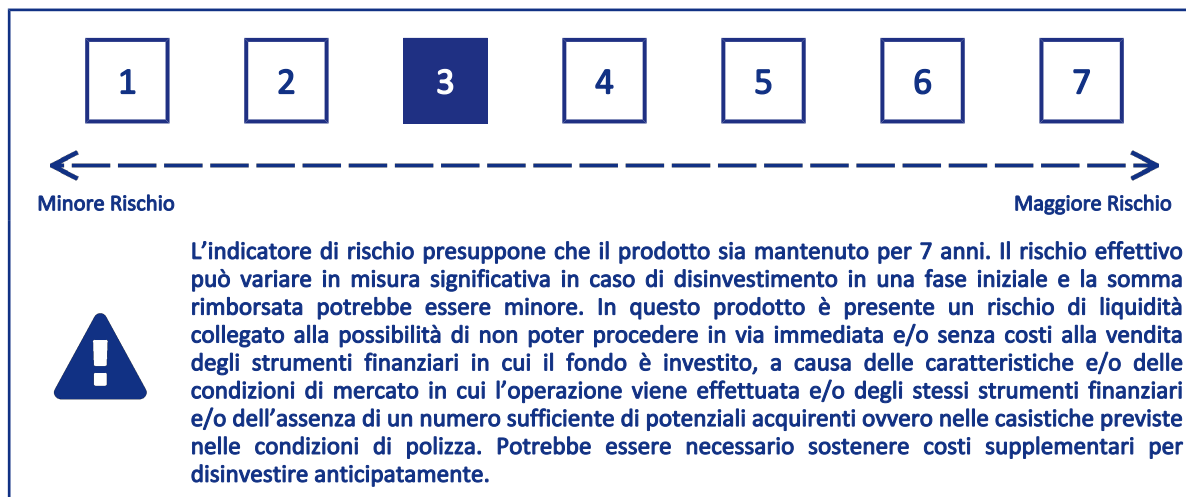 1 2 3 4 5 6 7
Minore Rischio Maggiore Rischio
L’indicatore di rischio presuppone che il prodotto sia mantenuto per 7 anni. Il rischio effettivo
può variare in misura significativa in caso di disinvestimento in una fase iniziale e la somma
rimborsata potrebbe essere minore. In questo prodotto è presente un rischio di liquidità
collegato alla possibilità di non poter procedere in via immediata e/o senza costi alla vendita
degli strumenti finanziari in cui il fondo è investito, a causa delle caratteristiche e/o delle
condizioni di mercato in cui l’operazione viene effettuata e/o degli stessi strumenti finanziari
e/o dell’assenza di un numero sufficiente di potenziali acquirenti ovvero nelle casistiche previste
nelle condizioni di polizza. Potrebbe essere necessario sostenere costi supplementari per
disinvestire anticipatamente.